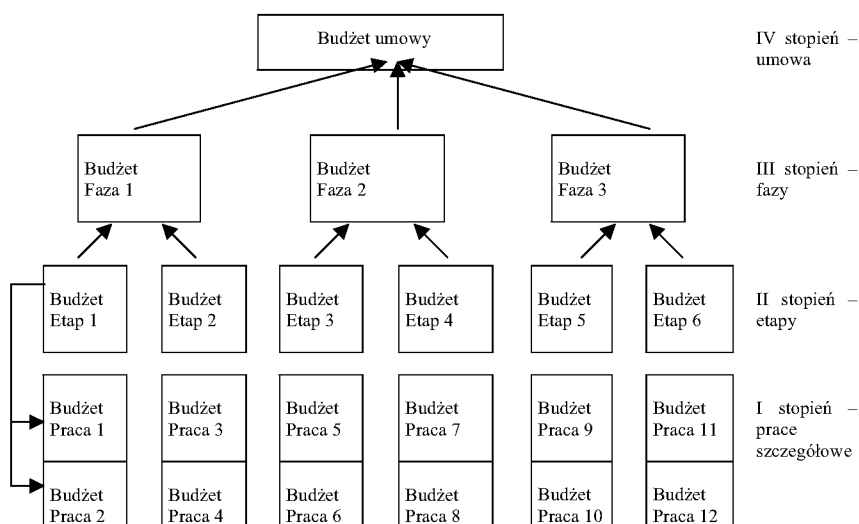 Budżet umowy
IV stopień –
umowa
Budżet
Faza 1
Budżet
Faza 2
Budżet
Faza 3
III stopień –
fazy
Budżet
Etap 1
Budżet
Etap 2
Budżet
Etap 3
Budżet
Etap 4
Budżet
Etap 5
Budżet
Etap 6
II stopień –
etapy
Budżet
Praca 1
Budżet
Praca 3
Budżet
Praca 5
Budżet
Praca 7
Budżet
Praca 9
Budżet
Praca 11
I stopień –
prace
szczegółowe
Budżet
Praca 2
Budżet
Praca 4
Budżet
Praca 6
Budżet
Praca 8
Budżet
Praca 10
Budżet
Praca 12